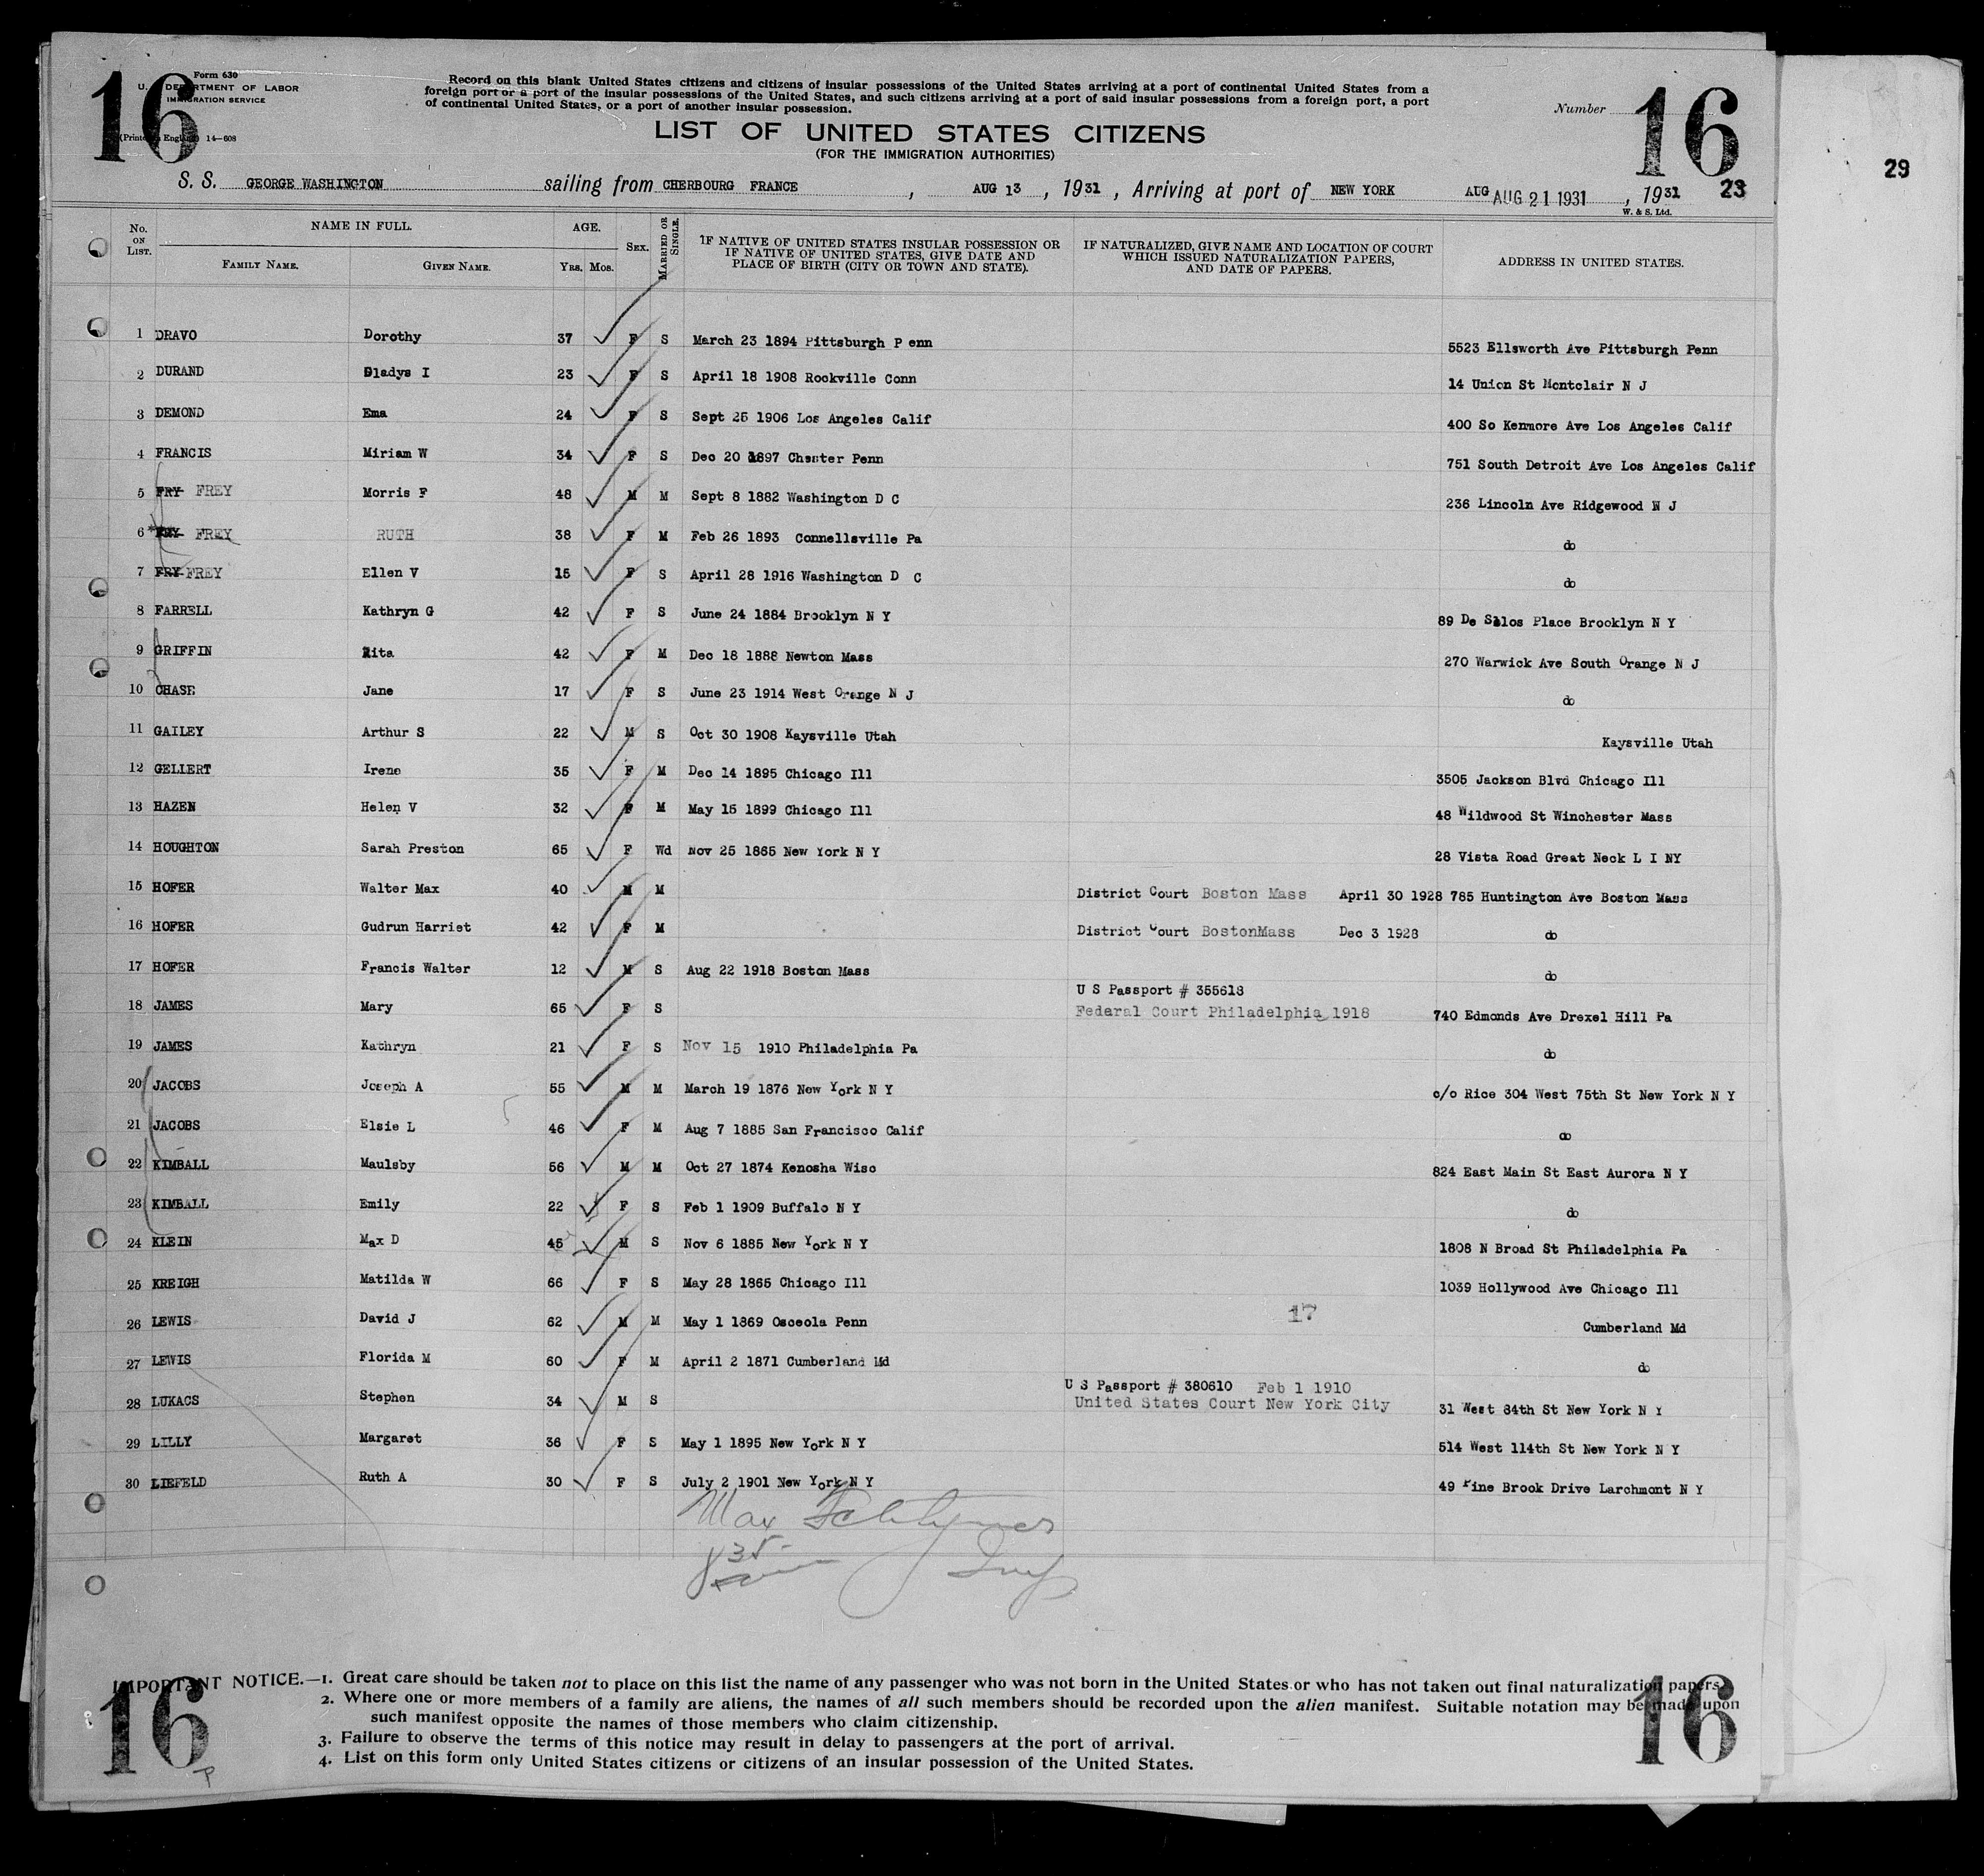 16 16
Form 630
U. DEPARTMENT OF LABOR
IMMIGRATION SERVICE
(Printed in England) 14—608
Record on this blank United States citizens and citizens of insular possessions of the United States arriving at a port of continental United States from a
foreign port or a port of the insular possessions of the United States, and such citizens arriving at a port of said insular possessions from a foreign port, a port
of continental United States, or a port of another insular possession.
Number
LIST OF UNITED STATES CITIZENS
(FOR THE IMMIGRATION AUTHORITIES)
29
S. S. GEORGE WASHINGTON sailing from CHERBOURG FRANCE, AUG 13, 1931, Arriving at port of NEW YORK AUG AUG 21 1931, 1931 23
W. & S. Ltd.
No. ON LIST. NAME IN FULL. FAMILY NAME. GIVEN NAME. AGE. YRS. MOS. SEX. MARRIED OR SINGLE. IF NATIVE OF UNITED STATES INSULAR POSSESSION OR IF NATIVE OF UNITED STATES, GIVE DATE AND PLACE OF BIRTH (CITY OR TOWN AND STATE). IF NATURALIZED, GIVE NAME AND LOCATION OF COURT WHICH ISSUED NATURALIZATION PAPERS, AND DATE OF PAPERS. ADDRESS IN UNITED STATES.
1 DRAVO Dorothy 37 F S March 23 1894 Pittsburgh P enn 5523 Ellsworth Ave Pittsburgh Penn
2 DURAND Gladys I 23 F S April 18 1908 Rockville Conn 14 Union St Montclair N J
3 DEMOND Ema 24 F S Sept 25 1906 Los Angeles Calif 400 So Kenmore Ave Los Angeles Calif
4 FRANCIS Miriam W 34 F S Dec 20 1897 Chester Penn 751 South Detroit Ave Los Angeles Calif
5 FRY FREY Morris F 48 M M Sept 8 1882 Washington D C 236 Lincoln Ave Ridgewood N J
6 FRY FREY RUTH 38 F M Feb 26 1893 Connellsville Pa do
7 FRY FREY Ellen V 15 F S April 28 1916 Washington D C do
8 FARRELL Kathryn G 42 F S June 24 1884 Brooklyn N Y 89 De Sales Place Brooklyn N Y
9 GRIFFIN Rita 42 F M Dec 18 1888 Newton Mass 270 Warwick Ave South Orange N J
10 CHASE Jane 17 F S June 23 1914 West Orange N J do
11 GAILEY Arthur S 22 M S Oct 30 1908 Kaysville Utah Kaysville Utah
12 GELLERT Irene 35 F M Dec 14 1895 Chicago Ill 3505 Jackson Blvd Chicago Ill
13 HAZEN Helen V 32 F M May 15 1899 Chicago Ill 48 Wildwood St Winchester Mass
14 HOUGHTON Sarah Preston 65 F Wd Nov 25 1865 New York N Y 28 Vista Road Great Neck L I NY
15 HOFER Walter Max 40 M M District Court Boston Mass April 30 1928 785 Huntington Ave Boston Mass
16 HOFER Gudrun Harriet 42 F M District Court BostonMass Dec 3 1928 do
17 HOFER Francis Walter 12 M S Aug 22 1918 Boston Mass do
U S Passport # 355618
18 JAMES Mary 65 F S Federal Court Philadelphia 1918 740 Edmonds Ave Drexel Hill Pa
19 JAMES Kathryn 21 F S Nov 15 1910 Philadelphia Pa do
20 JACOBS Joseph A 55 M M March 19 1876 New York N Y c/o Rice 304 West 75th St New York N Y
21 JACOBS Elsie L 46 F M Aug 7 1885 San Francisco Calif do
22 KIMBALL Maulsby 56 M M Oct 27 1874 Kenosha Wisc 824 East Main St East Aurora N Y
23 KIMBALL Emily 22 F S Feb 1 1909 Buffalo N Y do
24 KLEIN Max D 45 M S Nov 6 1885 New York N Y 1808 N Broad St Philadelphia Pa
25 KREIGH Matilda W 66 F S May 28 1865 Chicago Ill 1039 Hollywood Ave Chicago Ill
26 LEWIS David J 62 M M May 1 1869 Osceola Penn 17 Cumberland Md
27 LEWIS Florida M 60 F M April 2 1871 Cumberland Md do
U S Passport # 380610 Feb 1 1910
28 LUKACS Stephen 34 M S United States Court New York City 31 West 84th St New York N Y
29 LILLY Margaret 36 F S May 1 1895 New York N Y 514 West 114th St New York N Y
30 LIEFELD Ruth A 30 F S July 2 1901 New York N Y 49 Pine Brook Drive Larchmont N Y
Max
35
Insp
IMPORTANT NOTICE.—1. Great care should be taken not to place on this list the name of any passenger who was not born in the United States or who has not taken out final naturalization papers.
2. Where one or more members of a family are aliens, the names of all such members should be recorded upon the alien manifest. Suitable notation may be made upon
such manifest opposite the names of those members who claim citizenship.
3. Failure to observe the terms of this notice may result in delay to passengers at the port of arrival.
4. List on this form only United States citizens or citizens of an insular possession of the United States.
16 16